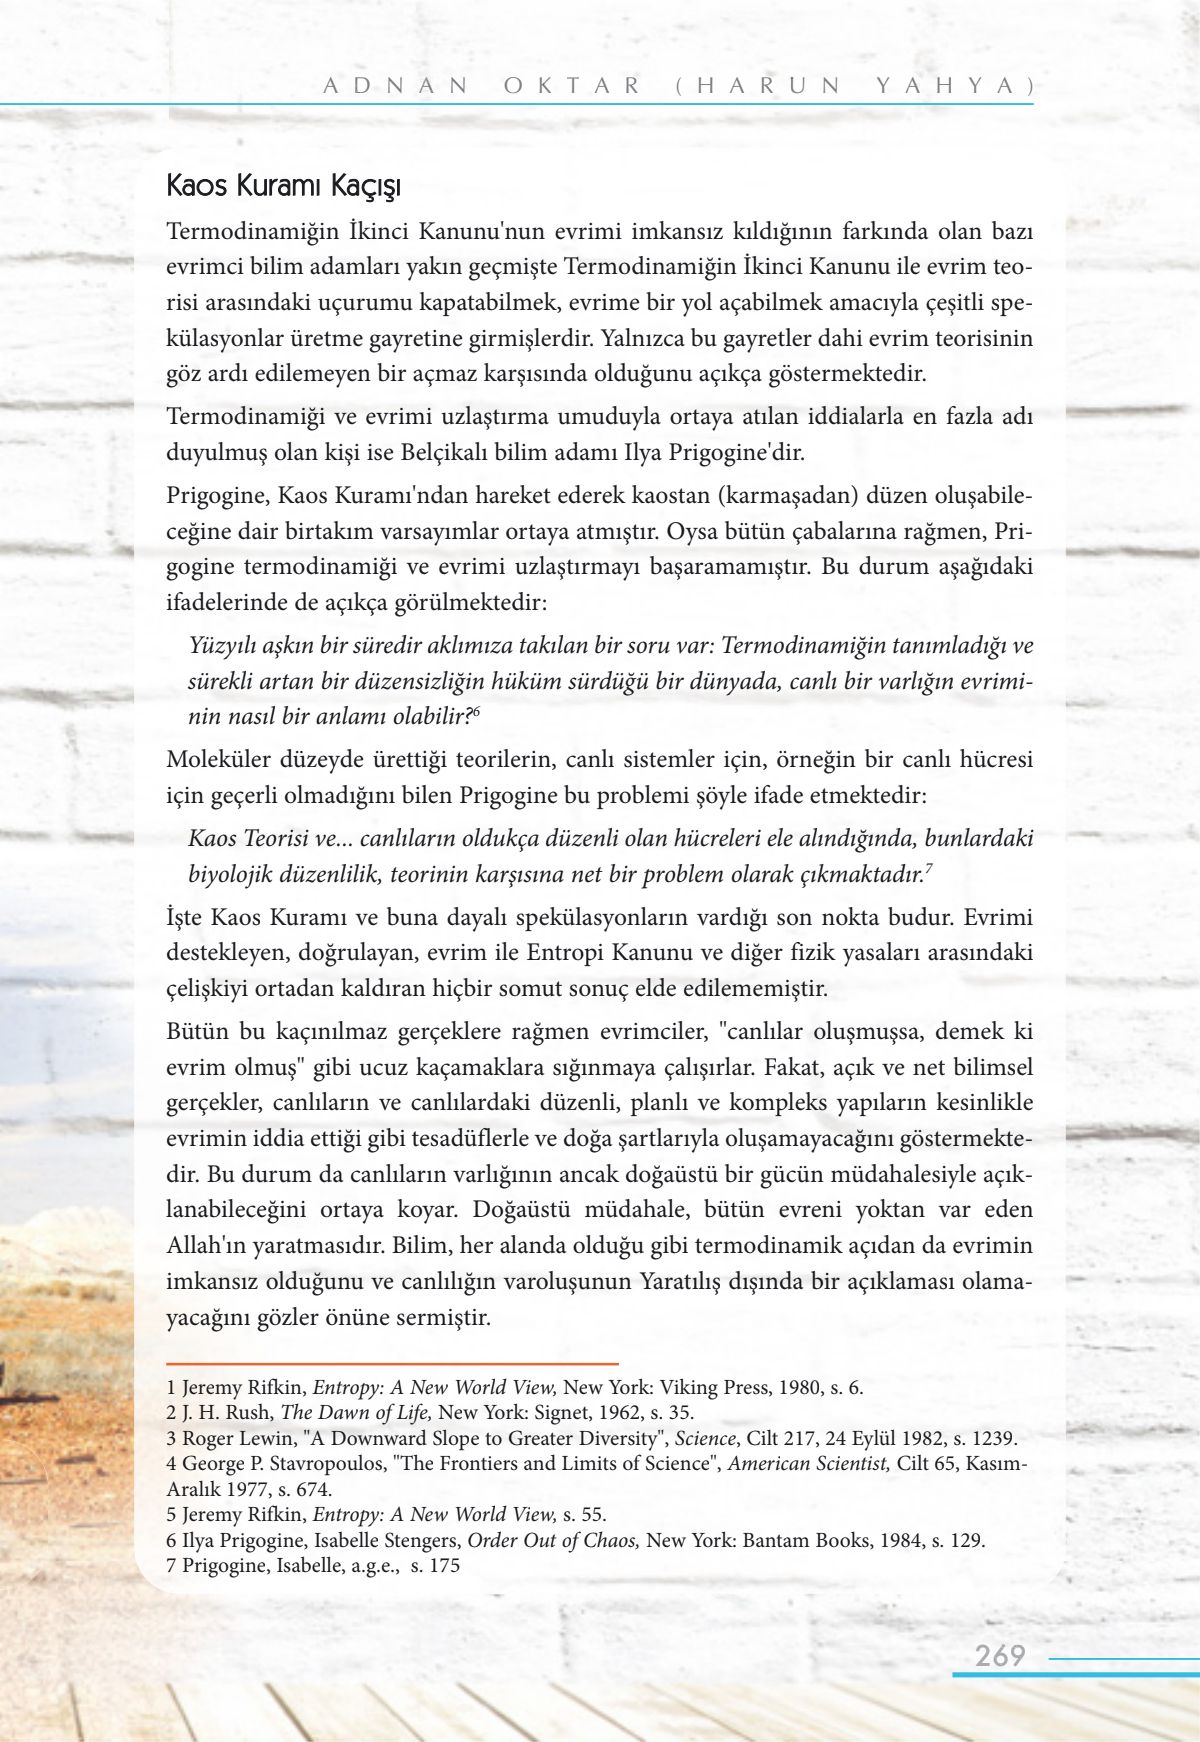 ADNAN OKTAR (HARUN YAHYA)
Kaos Kuramı Kaçışı
Termodinamiğin İkinci Kanunu'nun evrimi imkansız kıldığının farkında olan bazı
evrimci bilim adamları yakın geçmişte Termodinamiğin İkinci Kanunu ile evrim teo-
risi arasındaki uçurumu kapatabilmek, evrime bir yol açabilmek amacıyla çeşitli spe-
külasyonlar üretme gayretine girmişlerdir. Yalnızca bu gayretler dahi evrim teorisinin
göz ardı edilemeyen bir açmaz karşısında olduğunu açıkça göstermektedir.
Termodinamiği ve evrimi uzlaştırma umuduyla ortaya atılan iddialarla en fazla adı
duyulmuş olan kişi ise Belçikalı bilim adamı Ilya Prigogine'dir.
Prigogine, Kaos Kuramı'ndan hareket ederek kaostan (karmaşadan) düzen oluşabile-
ceğine dair birtakım varsayımlar ortaya atmıştır. Oysa bütün çabalarına rağmen, Pri-
gogine termodinamiği ve evrimi uzlaştırmayı başaramamıştır. Bu durum aşağıdaki
ifadelerinde de açıkça görülmektedir:
Yüzyılı aşkın bir süredir aklımıza takılan bir soru var: Termodinamiğin tanımladığı ve
sürekli artan bir düzensizliğin hüküm sürdüğü bir dünyada, canlı bir varlığın evrimi-
nin nasıl bir anlamı olabilir?6
Moleküler düzeyde ürettiği teorilerin, canlı sistemler için, örneğin bir canlı hücresi
için geçerli olmadığını bilen Prigogine bu problemi şöyle ifade etmektedir:
Kaos Teorisi ve... canlıların oldukça düzenli olan hücreleri ele alındığında, bunlardaki
biyolojik düzenlilik, teorinin karşısına net bir problem olarak çıkmaktadır.7
İşte Kaos Kuramı ve buna dayalı spekülasyonların vardığı son nokta budur. Evrimi
destekleyen, doğrulayan, evrim ile Entropi Kanunu ve diğer fizik yasaları arasındaki
çelişkiyi ortadan kaldıran hiçbir somut sonuç elde edilememiştir.
Bütün bu kaçınılmaz gerçeklere rağmen evrimciler, "canlılar oluşmuşsa, demek ki
evrim olmuş" gibi ucuz kaçamaklara sığınmaya çalışırlar. Fakat, açık ve net bilimsel
gerçekler, canlıların ve canlılardaki düzenli, planlı ve kompleks yapıların kesinlikle
evrimin iddia ettiği gibi tesadüflerle ve doğa şartlarıyla oluşamayacağını göstermekte-
dir. Bu durum da canlıların varlığının ancak doğaüstü bir gücün müdahalesiyle açık-
lanabileceğini ortaya koyar. Doğaüstü müdahale, bütün evreni yoktan var eden
Allah'ın yaratmasıdır. Bilim, her alanda olduğu gibi termodinamik açıdan da evrimin
imkansız olduğunu ve canlılığın varoluşunun Yaratılış dışında bir açıklaması olama-
yacağını gözler önüne sermiştir.
1 Jeremy Rifkin, Entropy: A New World View, New York: Viking Press, 1980, s. 6.
2 J. H. Rush, The Dawn of Life, New York: Signet, 1962, s. 35.
3 Roger Lewin, "A Downward Slope to Greater Diversity", Science, Cilt 217, 24 Eylül 1982, s. 1239.
4 George P. Stavropoulos, "The Frontiers and Limits of Science", American Scientist, Cilt 65, Kasım-
Aralık 1977, s. 674.
5 Jeremy Rifkin, Entropy: A New World View, s. 55.
6 Ilya Prigogine, Isabelle Stengers, Order Out of Chaos, New York: Bantam Books, 1984, s. 129.
7 Prigogine, Isabelle, a.g.e., s. 175
269